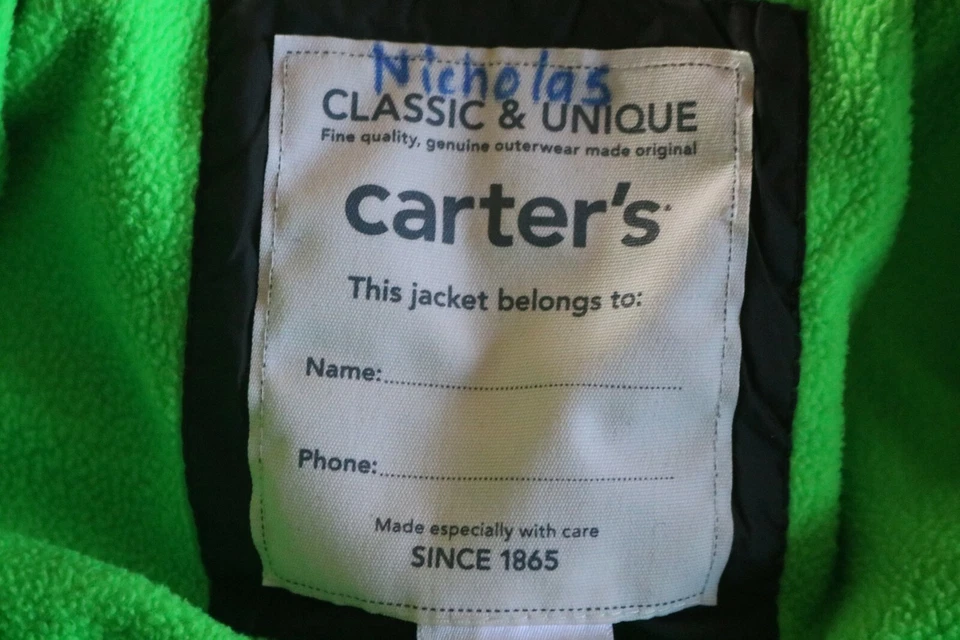 Nicholas
CLASSIC & UNIQUE
Fine quality, genuine outerwear made original
carter's
This jacket belongs to:
Name:
Phone:
Made especially with care
SINCE 1865